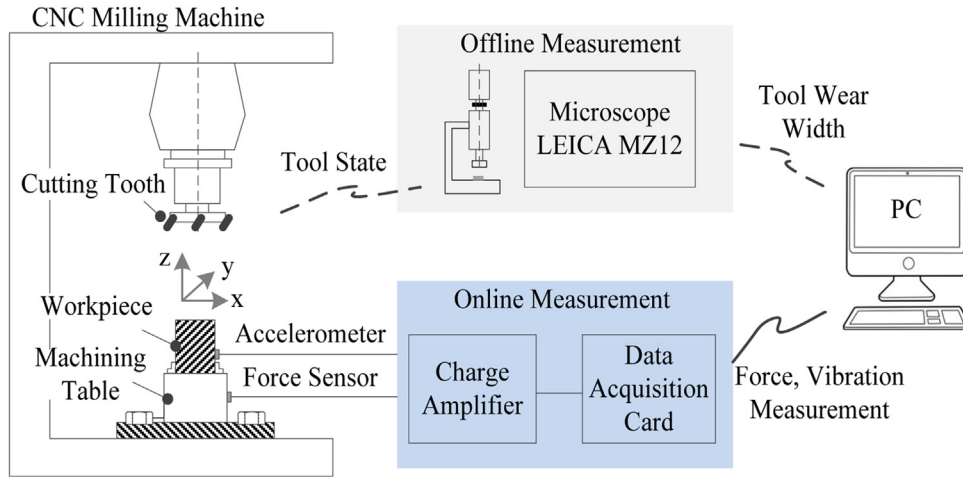 CNC Milling Machine
Cutting Tooth
Tool State
Offline Measurement
Microscope
LEICA MZ12
Tool Wear
Width
PC
z
y
x
Workpiece
Machining
Table
Accelerometer
Force Sensor
Online Measurement
Charge
Amplifier
Data
Acquisition
Card
Force, Vibration
Measurement